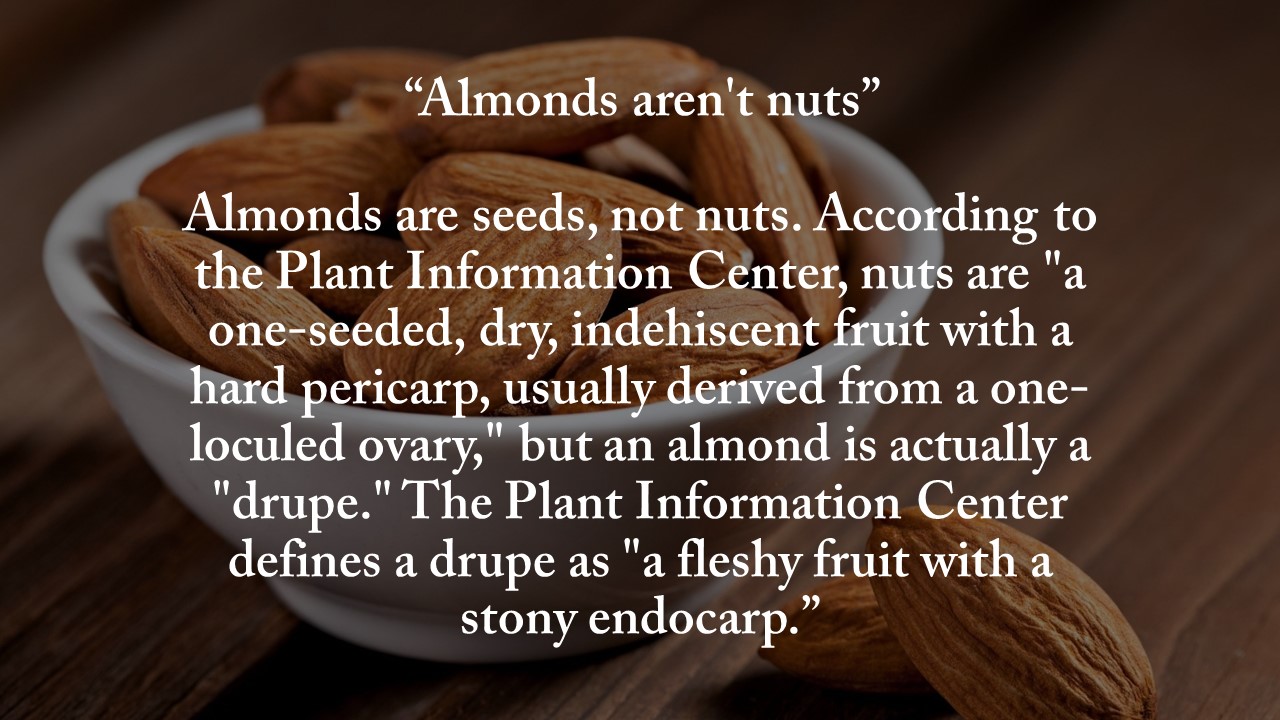 “Almonds aren't nuts”
Almonds are seeds, not nuts. According to
the Plant Information Center, nuts are "a
one-seeded, dry, indehiscent fruit with a
hard pericarp, usually derived from a one-
loculed ovary," but an almond is actually a
"drupe." The Plant Information Center
defines a drupe as "a fleshy fruit with a
stony endocarp.”